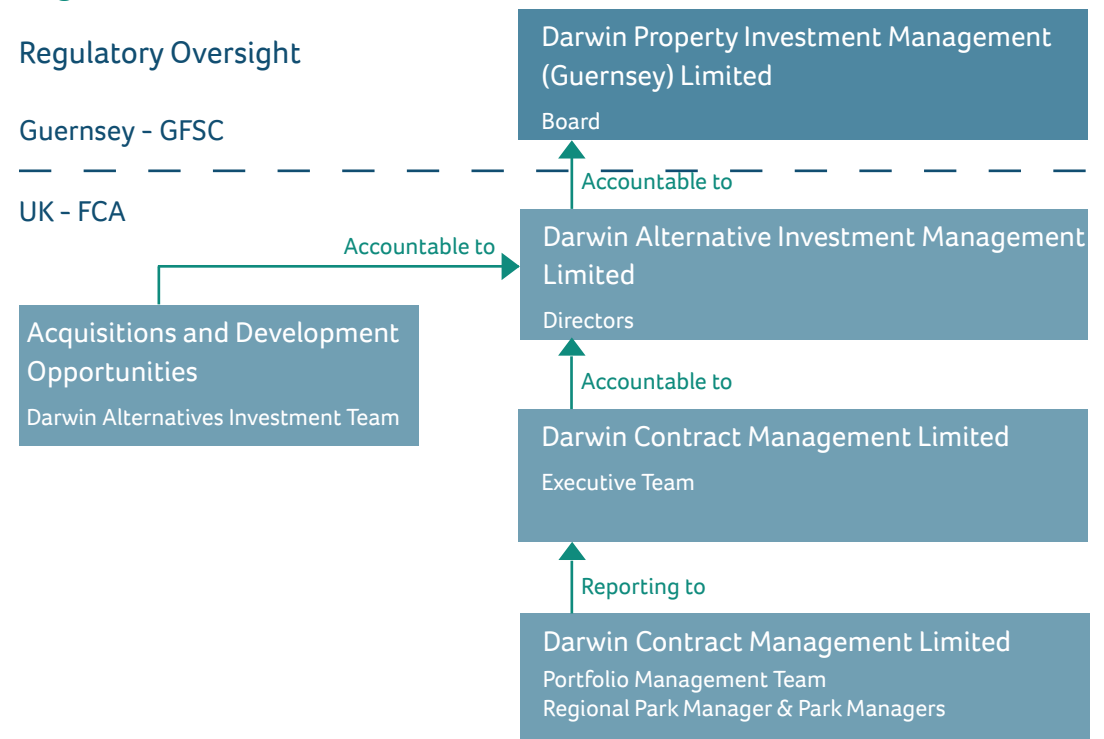 Regulatory Oversight
Darwin Property Investment Management
(Guernsey) Limited
Board
Guernsey - GFSC
Accountable to
UK - FCA
Accountable to
Darwin Alternative Investment Management
Limited
Directors
Acquisitions and Development
Opportunities
Darwin Alternatives Investment Team
Accountable to
Darwin Contract Management Limited
Executive Team
Reporting to
Darwin Contract Management Limited
Portfolio Management Team
Regional Park Manager & Park Managers